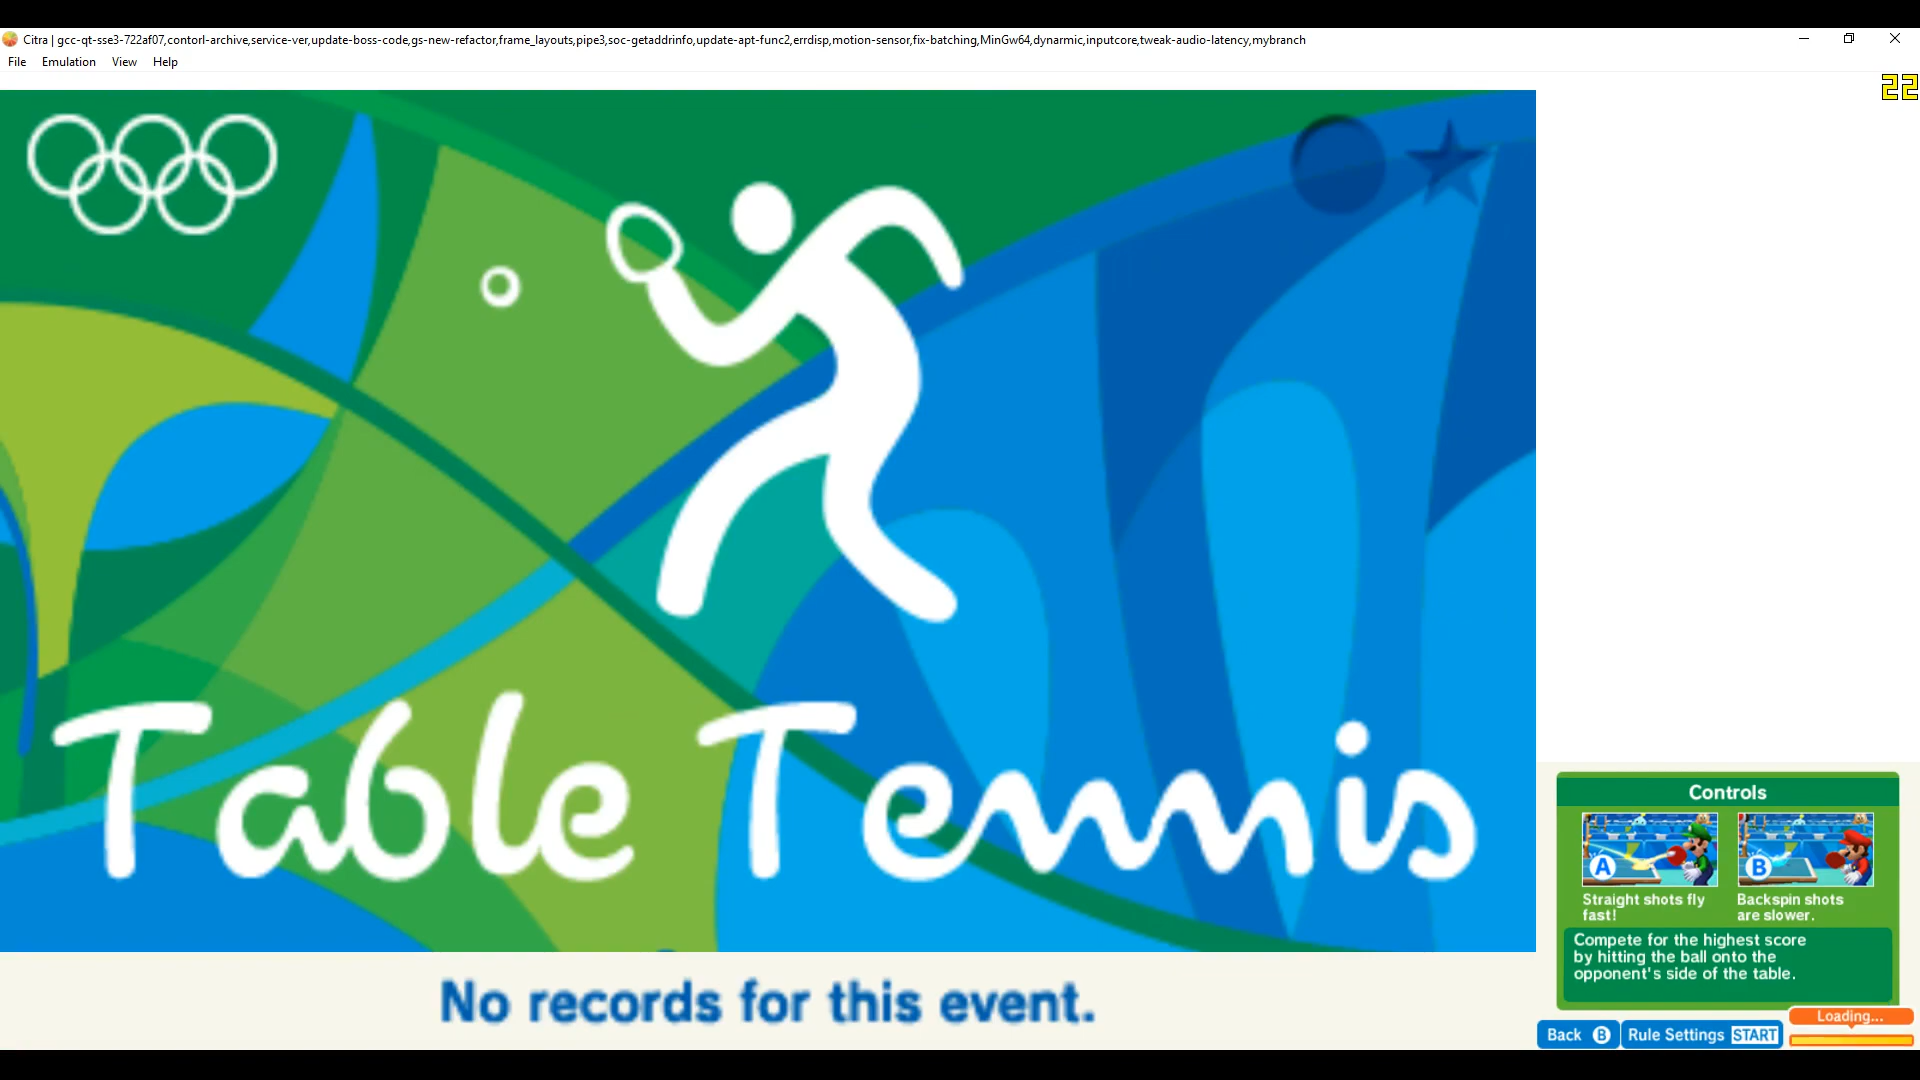 Citra | gcc-qt-sse3-722af07,contorl-archive,service-ver,update-boss-code,gs-new-refactor,frame_layouts,pipe3,soc-getaddrinfo,update-apt-func2,errdisp,motion-sensor,fix-batching,MinGw64,dynarmic,inputcore,tweak-audio-latency,mybranch
File Emulation View Help
22
Table Tennis
No records for this event.
Controls
A
Straight shots fly
fast!
B
Backspin shots
are slower.
Compete for the highest score
by hitting the ball onto the
opponent's side of the table.
Loading...
Back B Rule Settings START